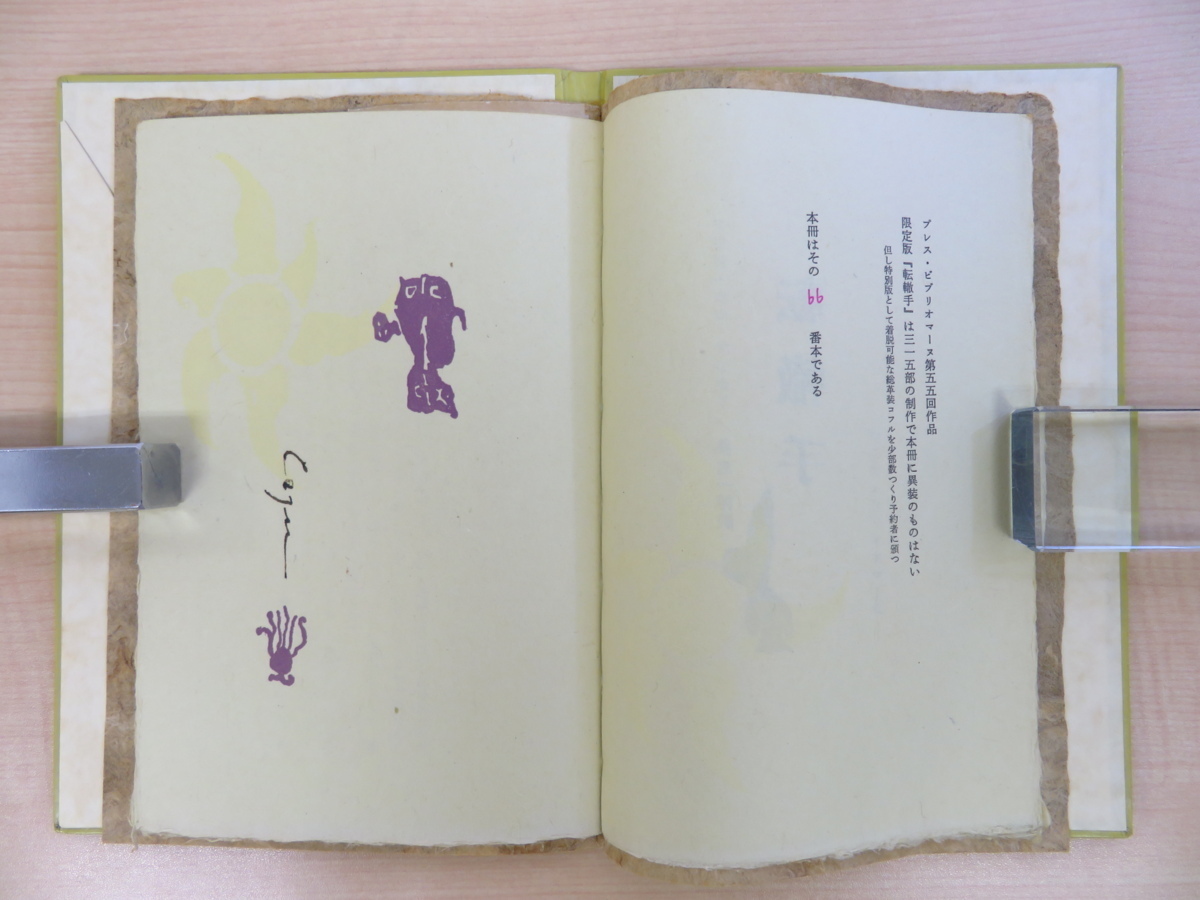 プレス・ビブリオマーヌ第五五回作品
限定版『転轍手』は三一五部の制作で本冊に異装のものはない
但し特別版として着脱可能な総革装コフルを少部数つくり予約者に頒つ
本冊はその 66 番本である